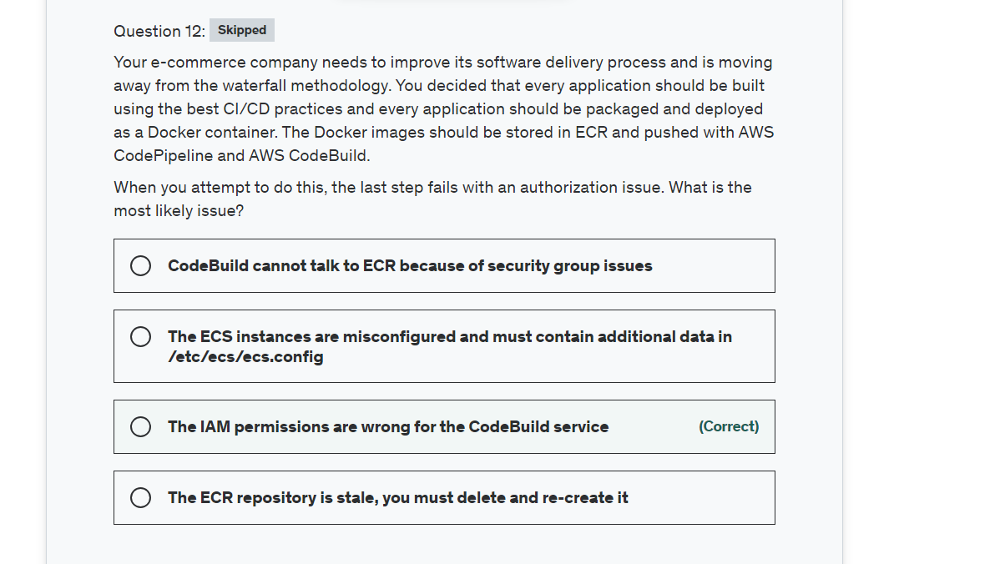 Question 12: Skipped
Your e-commerce company needs to improve its software delivery process and is moving
away from the waterfall methodology. You decided that every application should be built
using the best CI/CD practices and every application should be packaged and deployed
as a Docker container. The Docker images should be stored in ECR and pushed with AWS
CodePipeline and AWS CodeBuild.
When you attempt to do this, the last step fails with an authorization issue. What is the
most likely issue?
CodeBuild cannot talk to ECR because of security group issues
The ECS instances are misconfigured and must contain additional data in
/etc/ecs/ecs.config
The IAM permissions are wrong for the CodeBuild service (Correct)
The ECR repository is stale, you must delete and re-create it